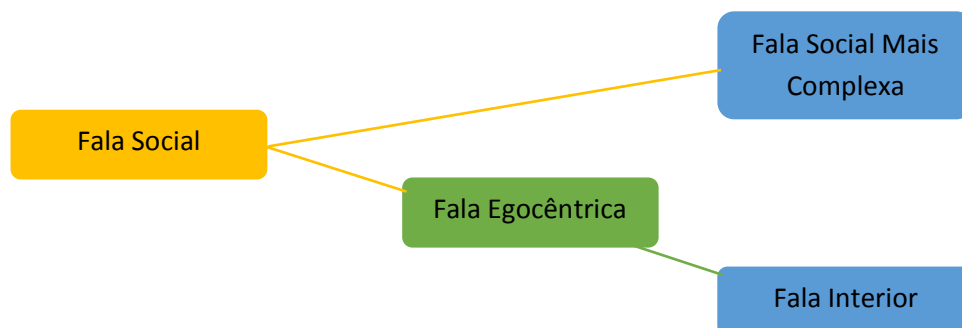 Fala Social Mais
Complexa
Fala Social
Fala Egocêntrica
Fala Interior